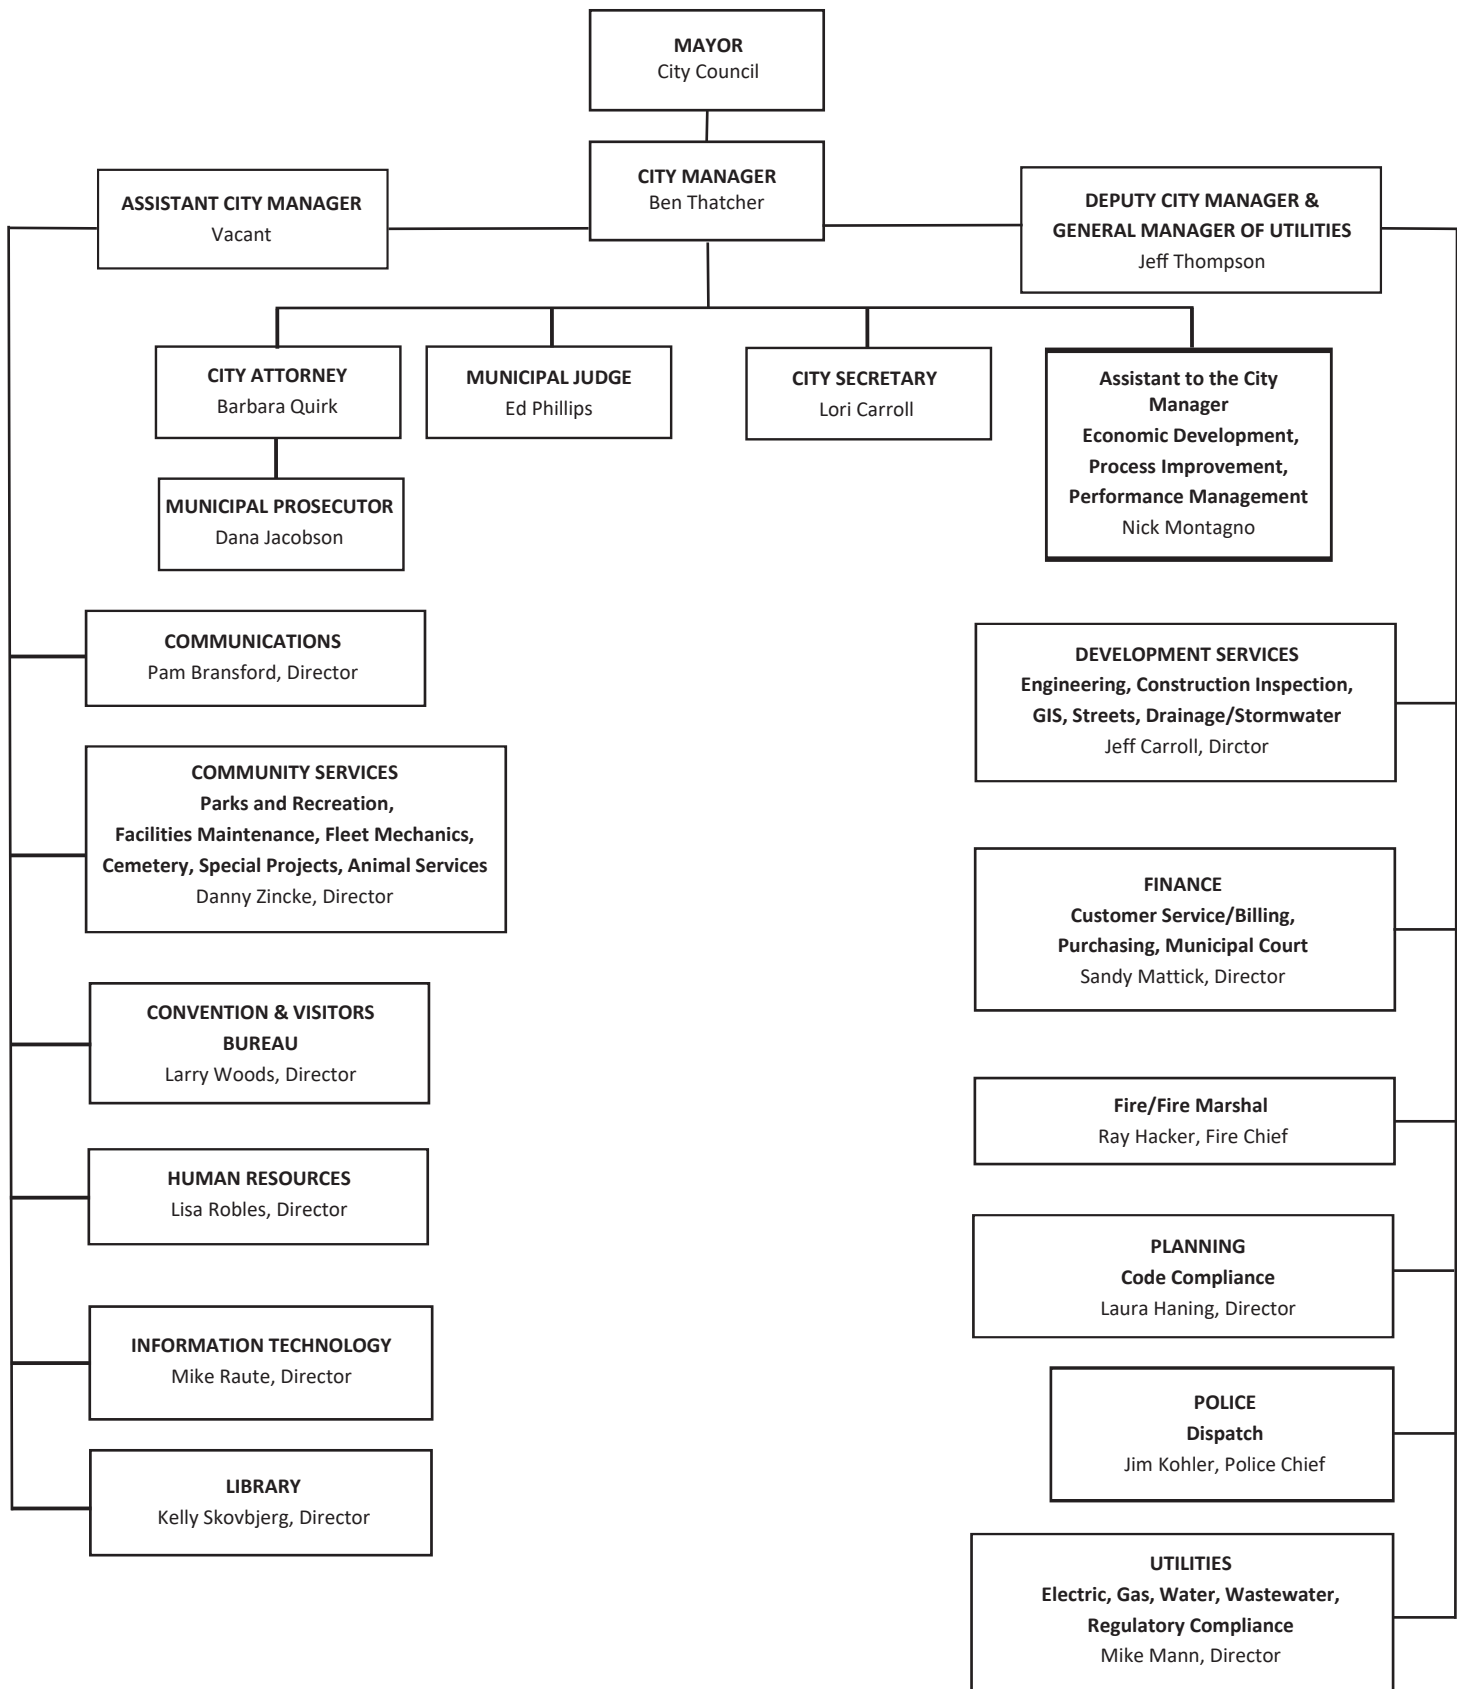 MAYOR
City Council
CITY MANAGER
Ben Thatcher
ASSISTANT CITY MANAGER
Vacant
DEPUTY CITY MANAGER &
GENERAL MANAGER OF UTILITIES
Jeff Thompson
CITY ATTORNEY
Barbara Quirk
MUNICIPAL JUDGE
Ed Phillips
CITY SECRETARY
Lori Carroll
Assistant to the City
Manager
Economic Development,
Process Improvement,
Performance Management
Nick Montagno
MUNICIPAL PROSECUTOR
Dana Jacobson
COMMUNICATIONS
Pam Bransford, Director
COMMUNITY SERVICES
Parks and Recreation,
Facilities Maintenance, Fleet Mechanics,
Cemetery, Special Projects, Animal Services
Danny Zincke, Director
CONVENTION & VISITORS
BUREAU
Larry Woods, Director
HUMAN RESOURCES
Lisa Robles, Director
INFORMATION TECHNOLOGY
Mike Raute, Director
LIBRARY
Kelly Skovbjerg, Director
DEVELOPMENT SERVICES
Engineering, Construction Inspection,
GIS, Streets, Drainage/Stormwater
Jeff Carroll, Dirctor
FINANCE
Customer Service/Billing,
Purchasing, Municipal Court
Sandy Mattick, Director
Fire/Fire Marshal
Ray Hacker, Fire Chief
PLANNING
Code Compliance
Laura Haning, Director
POLICE
Dispatch
Jim Kohler, Police Chief
UTILITIES
Electric, Gas, Water, Wastewater,
Regulatory Compliance
Mike Mann, Director